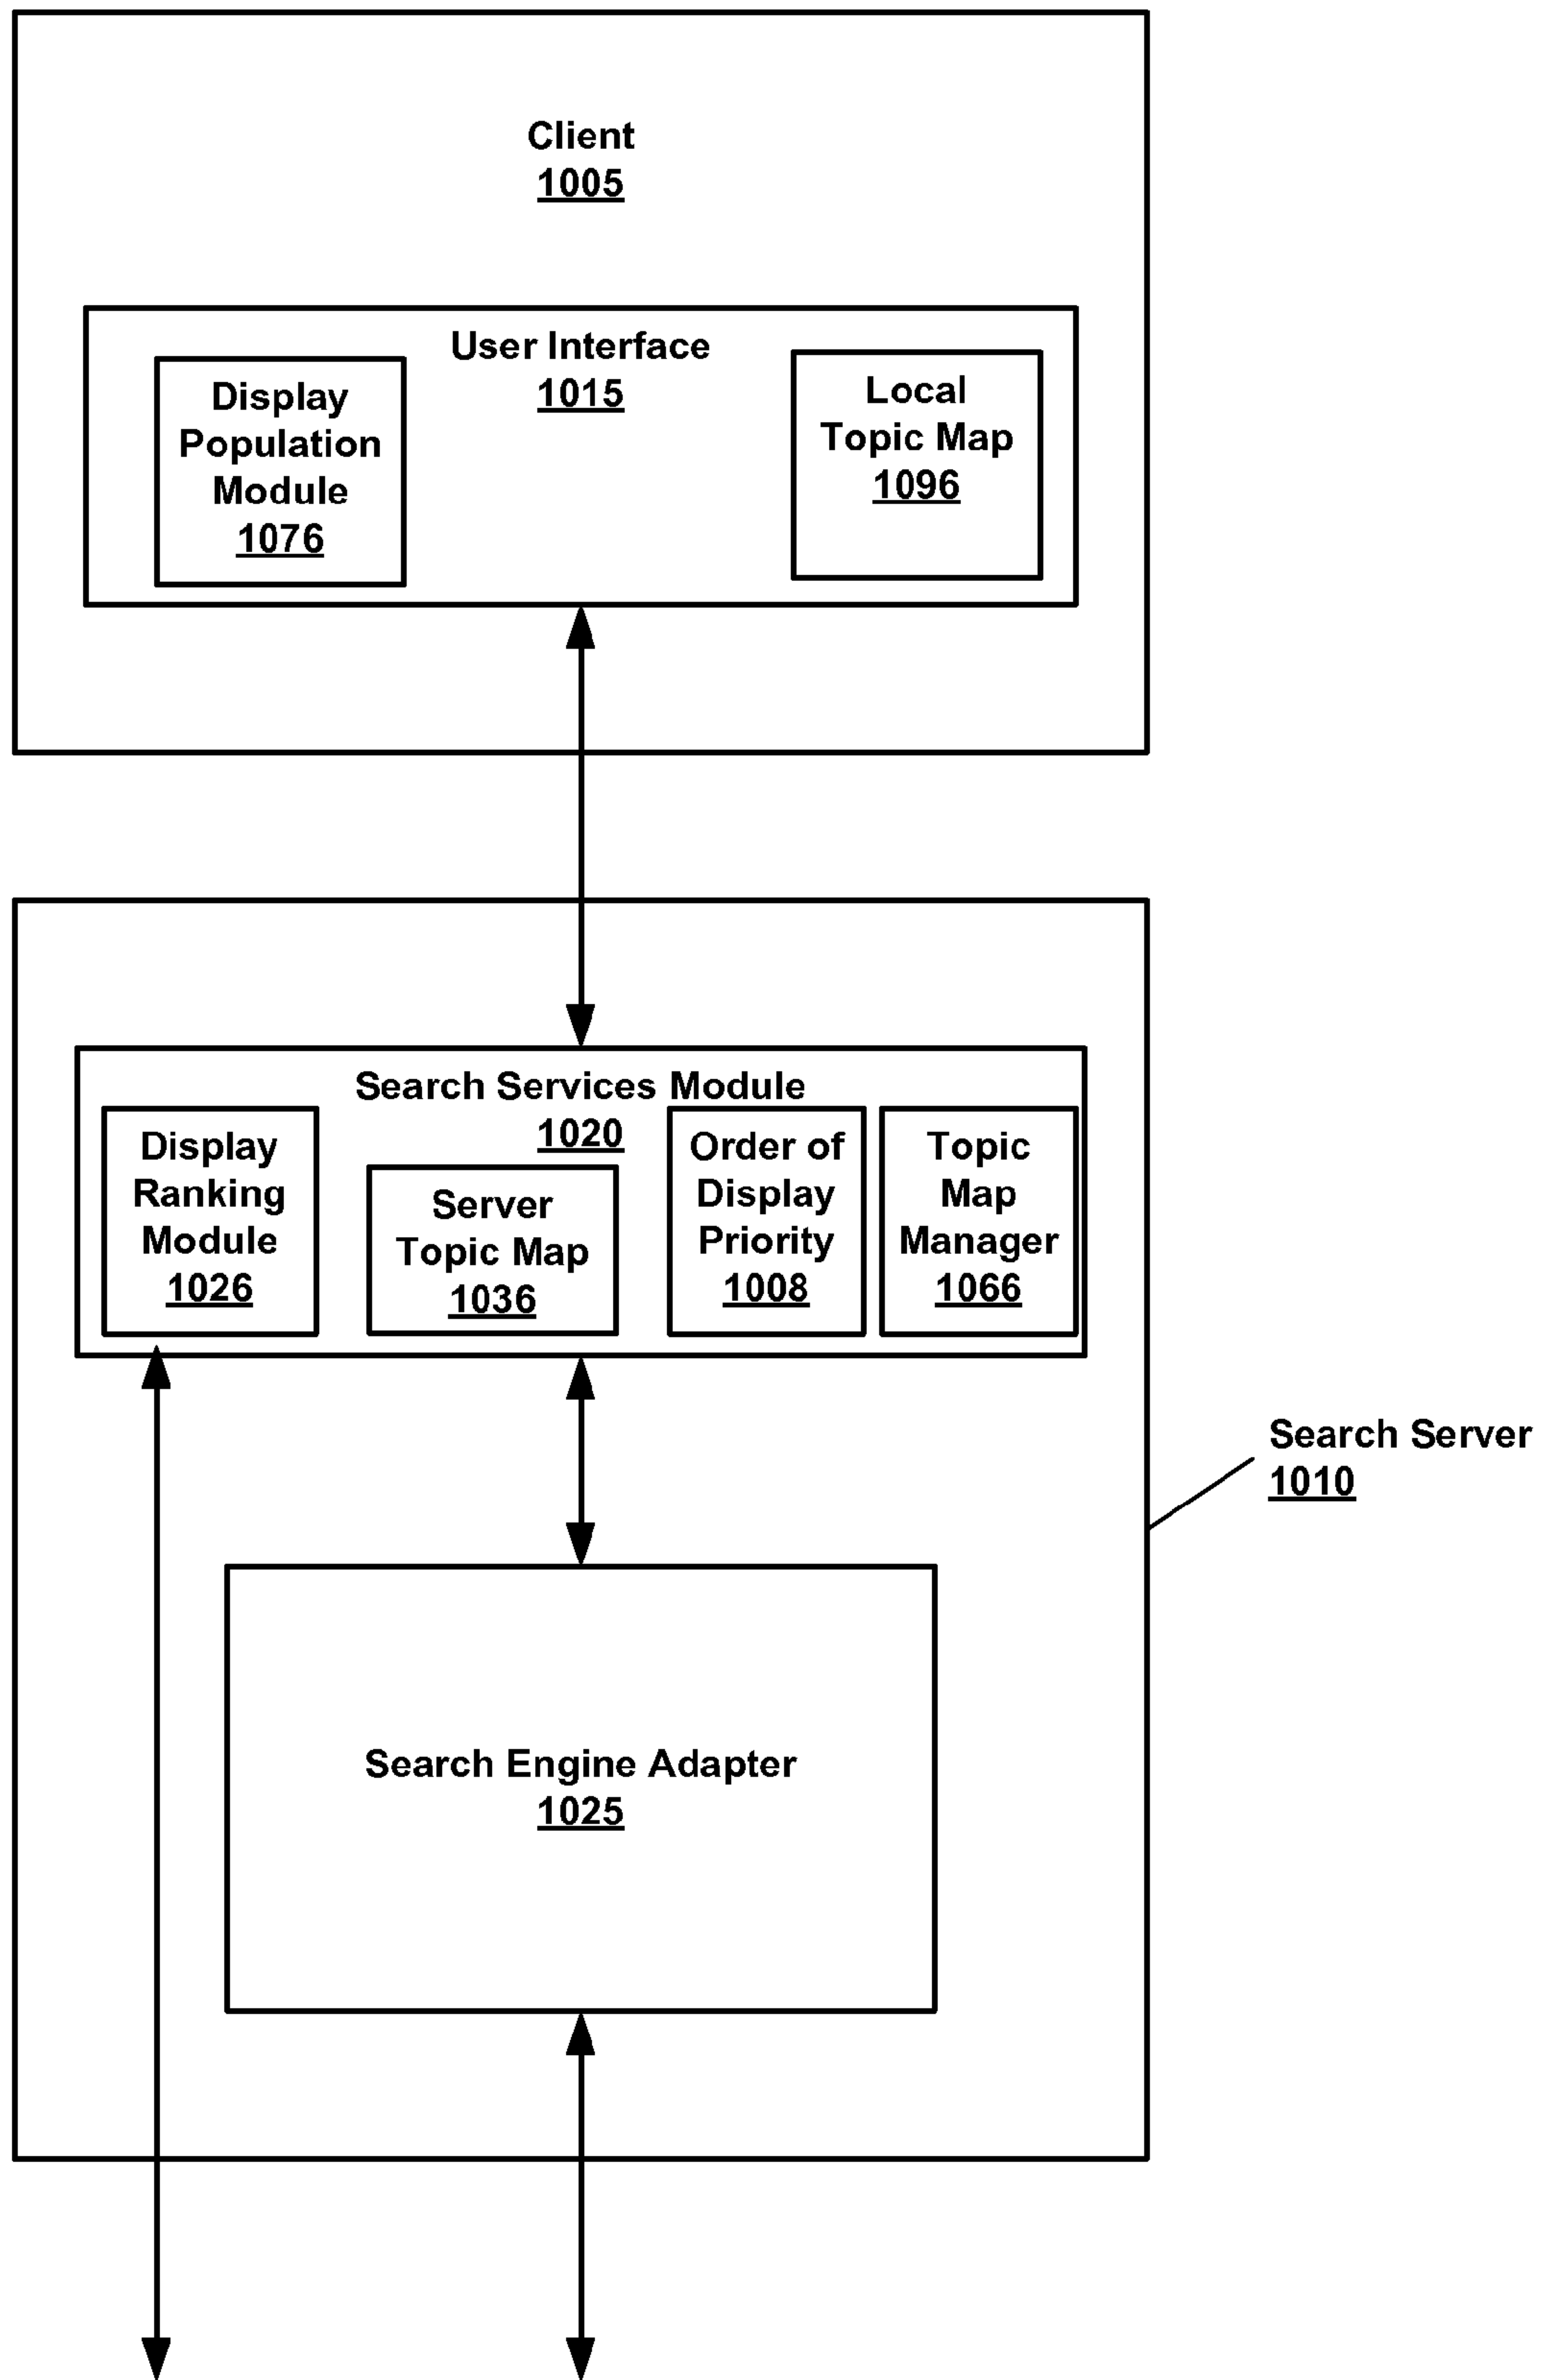 Client
1005
User Interface
1015
Display
Population
Module
1076
Local
Topic Map
1096
Search Services Module
1020
Display
Ranking
Module
1026
Server
Topic Map
1036
Order of
Display
Priority
1008
Topic
Map
Manager
1066
Search Server
1010
Search Engine Adapter
1025